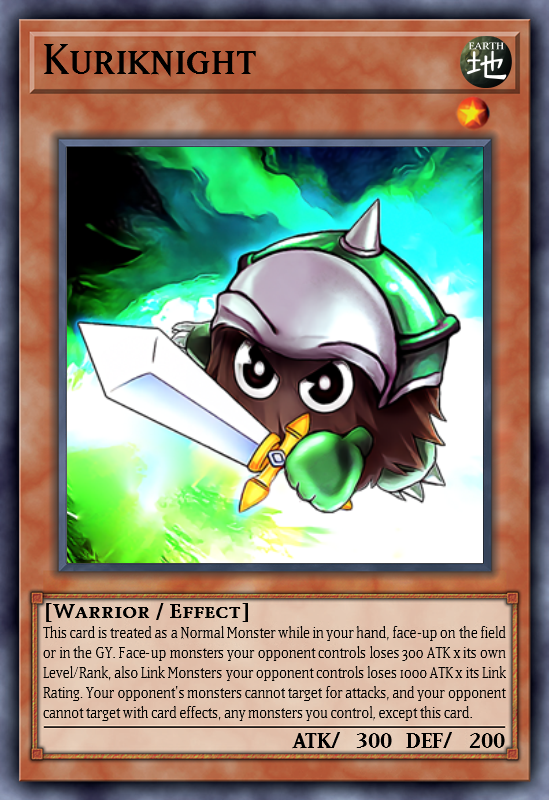 Kuriknight
EARTH
地
[Warrior / Effect]
This card is treated as a Normal Monster while in your hand, face-up on the field
or in the GY. Face-up monsters your opponent controls loses 300 ATK x its own
Level/Rank, also Link Monsters your opponent controls loses 1000 ATK x its Link
Rating. Your opponent's monsters cannot target for attacks, and your opponent
cannot target with card effects, any monsters you control, except this card.
ATK/ 300 DEF/ 200